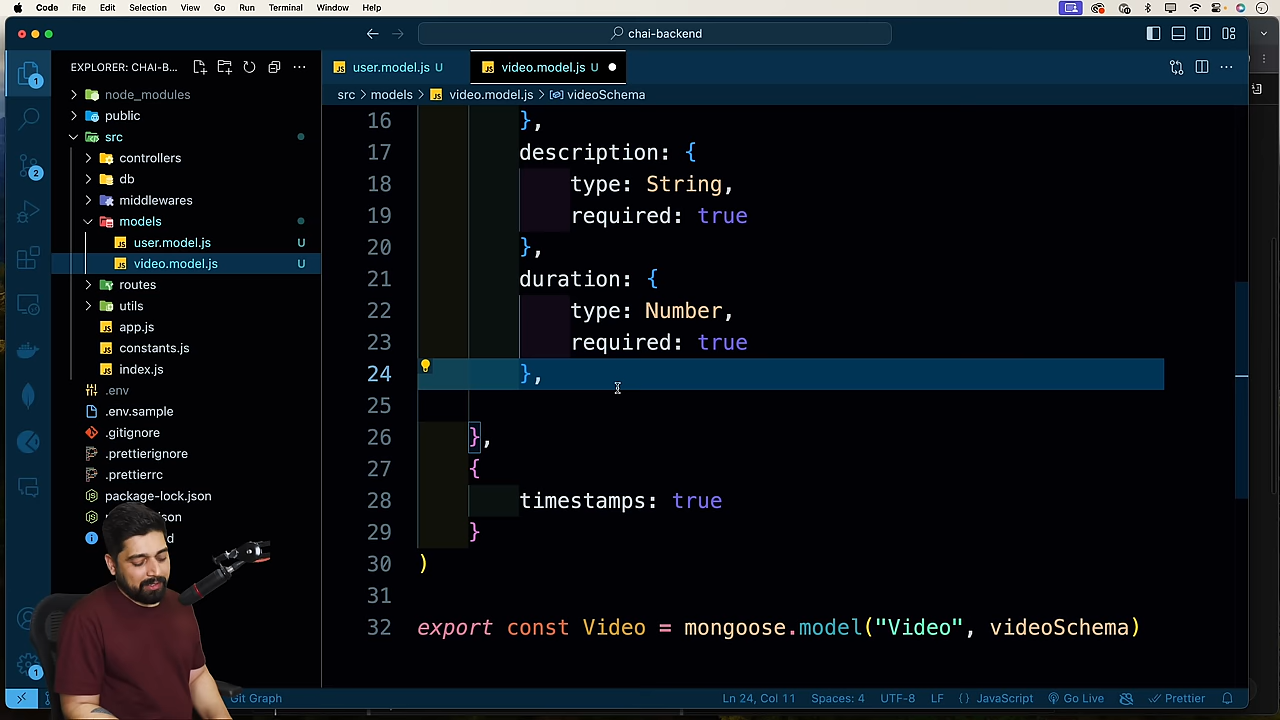 Code File Edit Selection View Go Run Terminal Window Help
chai-backend
EXPLORER: CHAI-B...
user.model.js U
video.model.js U
src > models > video.model.js > videoSchema
node_modules
public
src
controllers
db
middlewares
models
user.model.js U
video.model.js U
routes
utils
app.js
constants.js
index.js
.env
.env.sample
.gitignore
.prettierignore
.prettierrc
package-lock.json
1
2
1
16 },
17 description: {
18 type: String,
19 required: true
20 },
21 duration: {
22 type: Number,
23 required: true
24 },
25
26 },
27 {
28 timestamps: true
29 }
30 )
31
32 export const Video = mongoose.model("Video", videoSchema)
Git Graph
Ln 24, Col 11 Spaces: 4 UTF-8 LF {} JavaScript Go Live Prettier